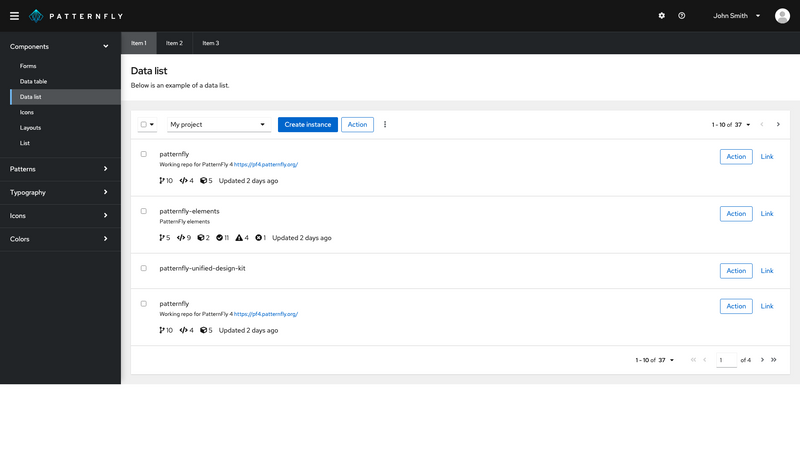 PATTERNFLY
John Smith
Components
Forms
Data table
Data list
Icons
Layouts
List
Patterns
Typography
Icons
Colors
Item 1 Item 2 Item 3
Data list
Below is an example of a data list.
My project Create instance Action 1 - 10 of 37
patternfly
Working repo for PatternFly 4 https://pf4.patternfly.org/
10 4 5 Updated 2 days ago
Action Link
patternfly-elements
PatternFly elements
5 9 2 11 4 1 Updated 2 days ago
Action Link
patternfly-unified-design-kit
Action Link
patternfly
Working repo for PatternFly 4 https://pf4.patternfly.org/
10 4 5 Updated 2 days ago
Action Link
1 - 10 of 37 1 of 4